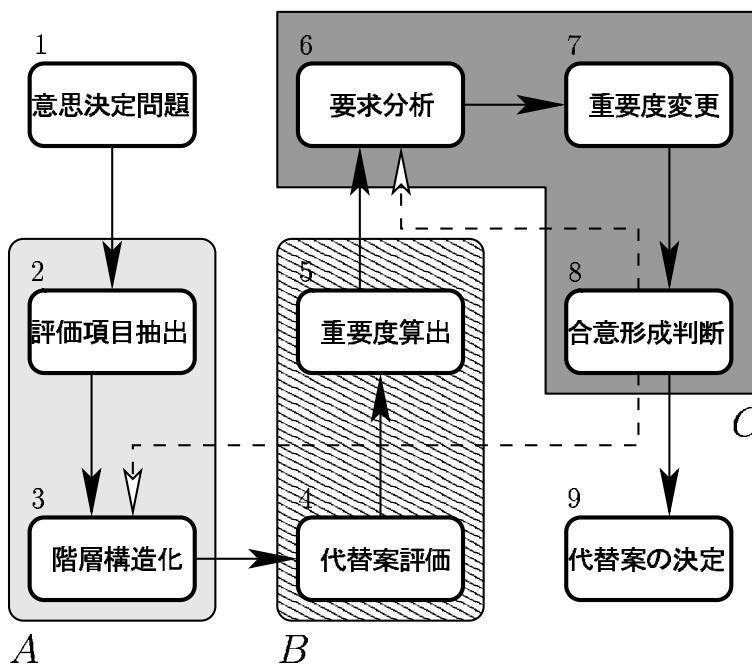 1
意思決定問題
2
評価項目抽出
3
階層構造化
A
4
代替案評価
5
重要度算出
B
6
要求分析
7
重要度変更
8
合意形成判断
C
9
代替案の決定